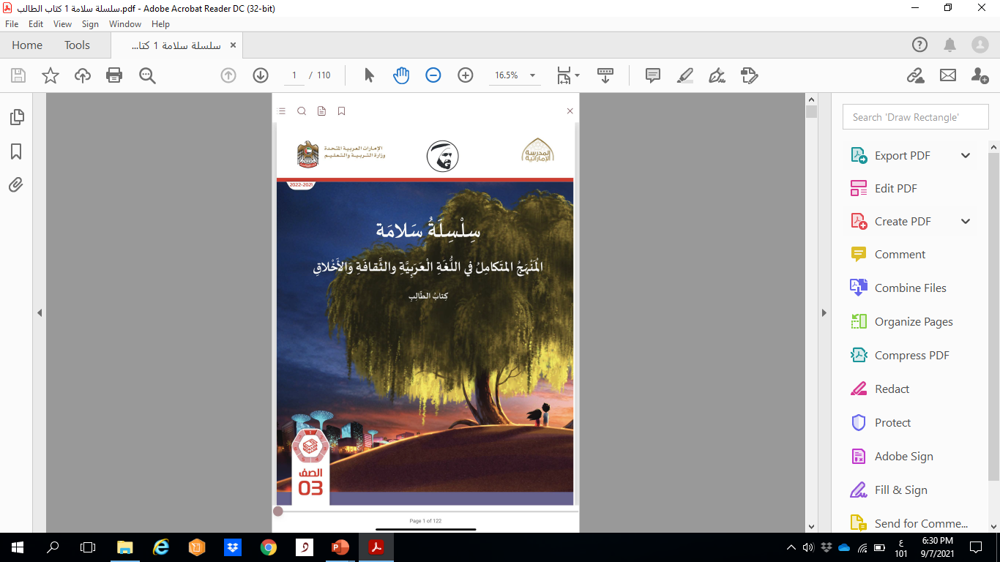 سلسلة سلامة 1 كتاب الطالب.pdf - Adobe Acrobat Reader DC (32-bit)
File Edit View Sign Window Help
Home Tools سلسلة سلامة 1 كتا...
1 / 110 16.5%
Search 'Draw Rectangle'
Export PDF
Edit PDF
Create PDF
Comment
Combine Files
Organize Pages
Compress PDF
Redact
Protect
Adobe Sign
Fill & Sign
Send for Comme...
الإمارات العربية المتحدة
وزارة التربية والتعليم
المدرسة
الإماراتية
2022-2021
سِلْسِلَةُ سَلامَة
الْمَنْهَجُ المتَكامِلُ في اللُّغَةِ الْعَرَبِيَّةِ والثَّقافَةِ وَالأَخْلاقِ
كِتابُ الطّالِبِ
الصف
03
Page 1 of 122
ع
101
6:30 PM
9/7/2021